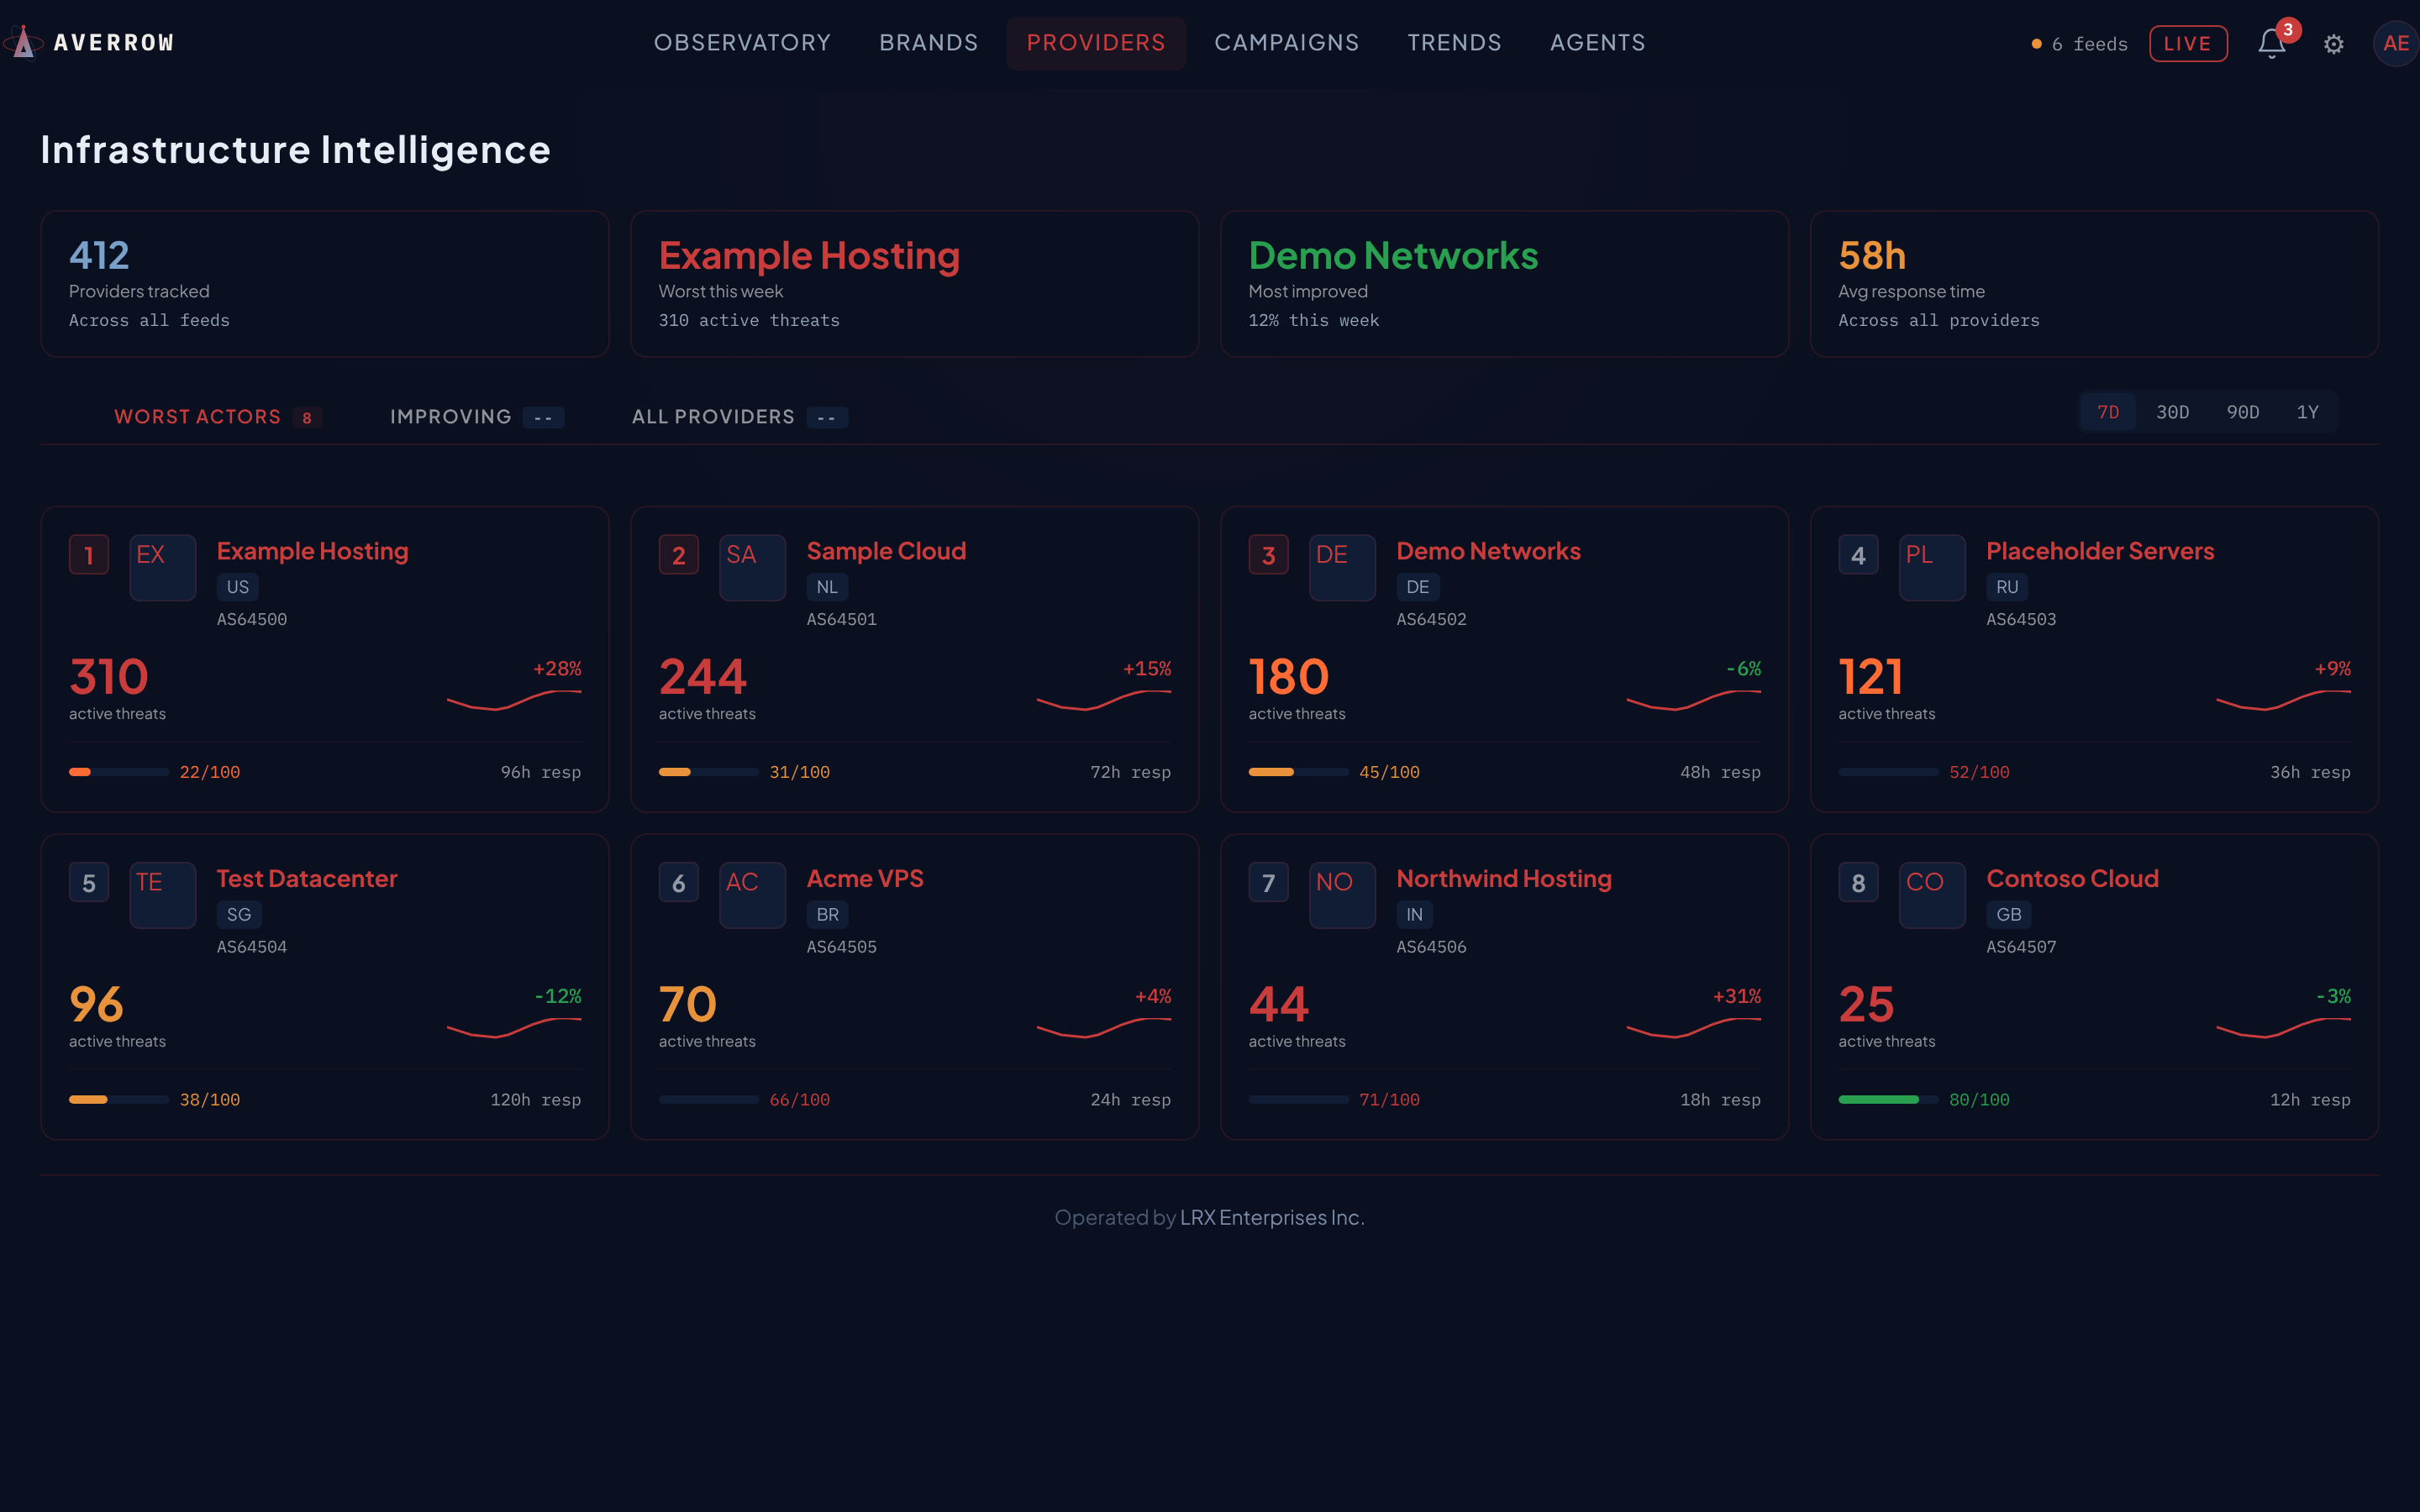 AVERROW
OBSERVATORY BRANDS PROVIDERS CAMPAIGNS TRENDS AGENTS
6 feeds LIVE 3 AE
Infrastructure Intelligence
412
Providers tracked
Across all feeds
Example Hosting
Worst this week
310 active threats
Demo Networks
Most improved
12% this week
58h
Avg response time
Across all providers
WORST ACTORS 8 IMPROVING -- ALL PROVIDERS --
7D 30D 90D 1Y
1 EX Example Hosting
US
AS64500
310 +28%
active threats
22/100 96h resp
2 SA Sample Cloud
NL
AS64501
244 +15%
active threats
31/100 72h resp
3 DE Demo Networks
DE
AS64502
180 -6%
active threats
45/100 48h resp
4 PL Placeholder Servers
RU
AS64503
121 +9%
active threats
52/100 36h resp
5 TE Test Datacenter
SG
AS64504
96 -12%
active threats
38/100 120h resp
6 AC Acme VPS
BR
AS64505
70 +4%
active threats
66/100 24h resp
7 NO Northwind Hosting
IN
AS64506
44 +31%
active threats
71/100 18h resp
8 CO Contoso Cloud
GB
AS64507
25 -3%
active threats
80/100 12h resp
Operated by LRX Enterprises Inc.